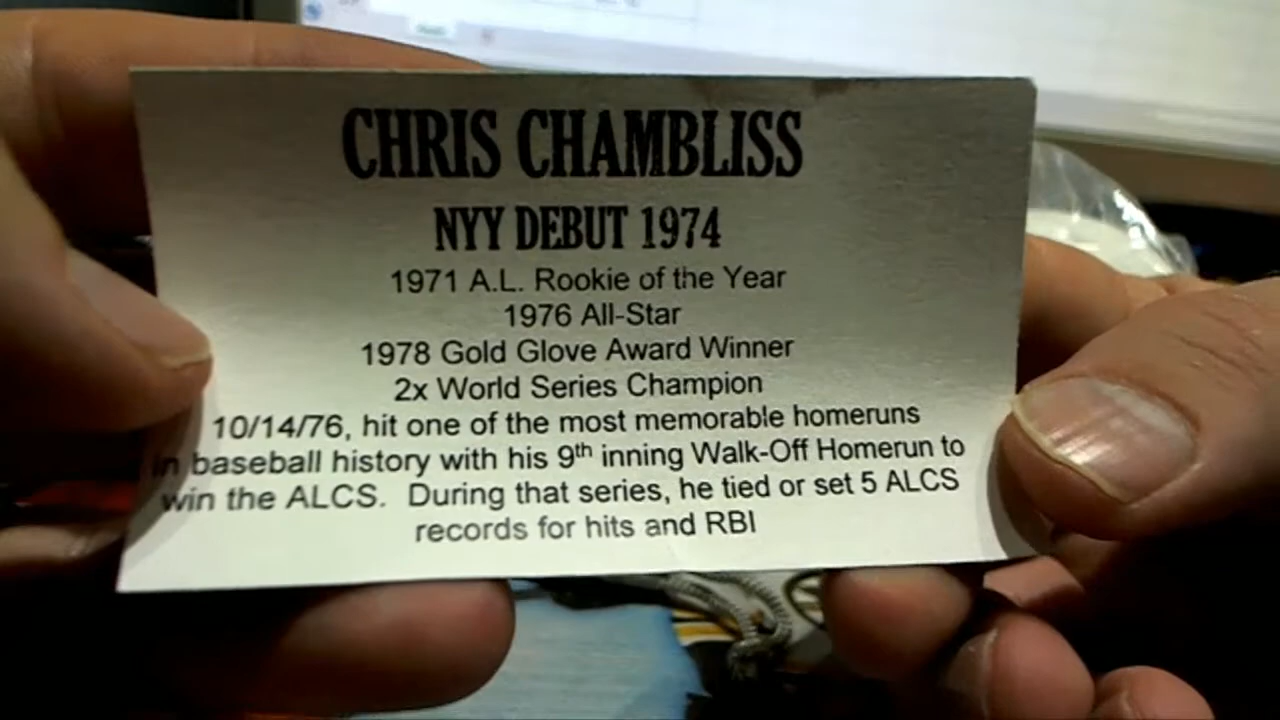 CHRIS CHAMBLISS
NYY DEBUT 1974
1971 A.L. Rookie of the Year
1976 All-Star
1978 Gold Glove Award Winner
2x World Series Champion
10/14/76, hit one of the most memorable homeruns
in baseball history with his 9th inning Walk-Off Homerun to
win the ALCS. During that series, he tied or set 5 ALCS
records for hits and RBI